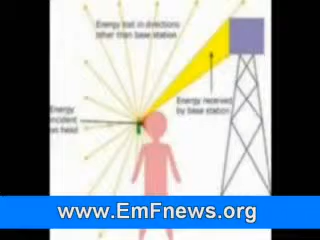 Energy lost in directions
other than base station
Energy
incident
on head
Energy received
by base station
www.EmFnews.org